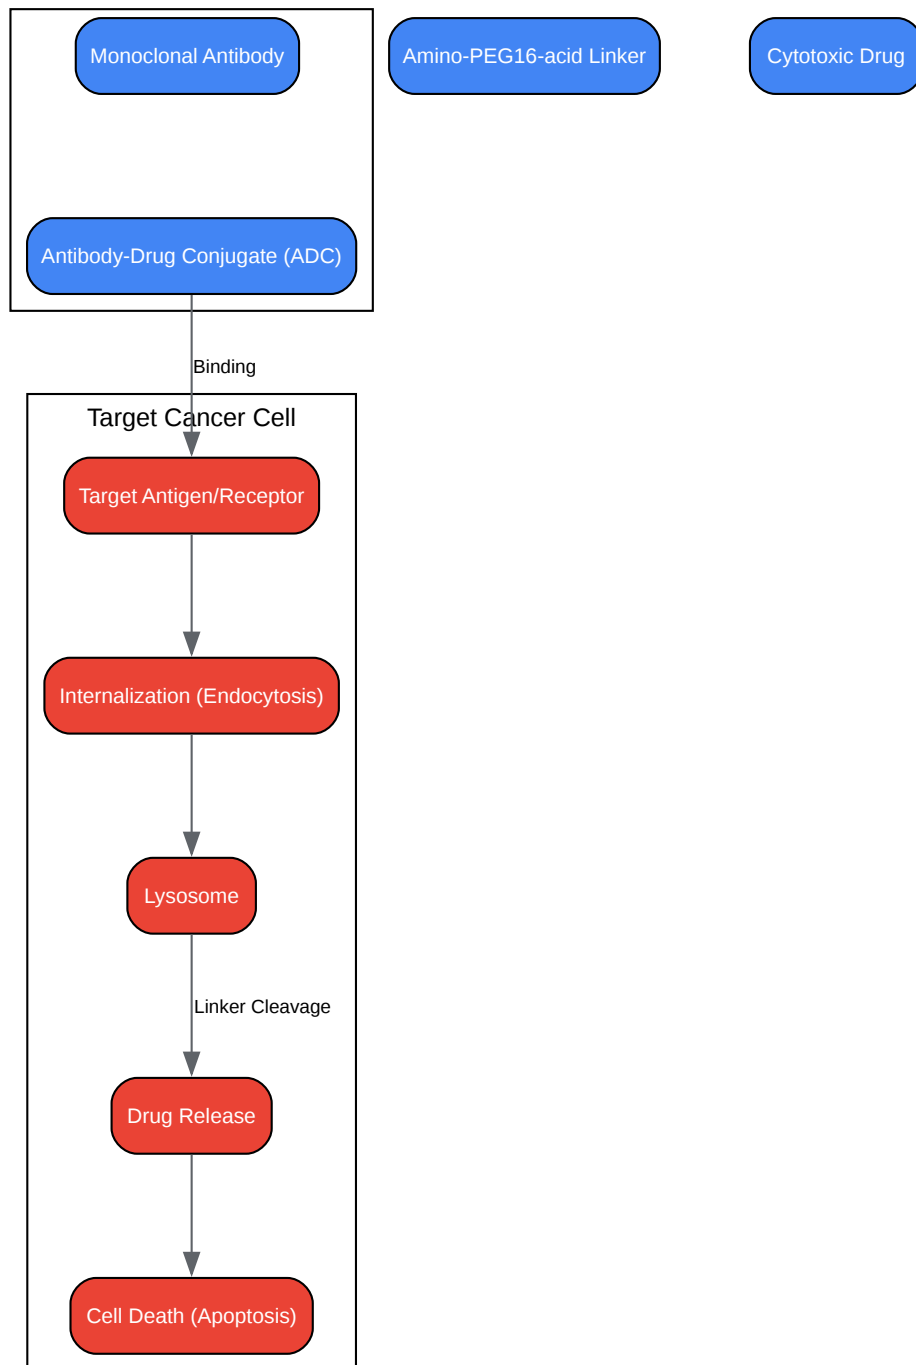 Monoclonal Antibody
Amino-PEG16-acid Linker
Cytotoxic Drug
Antibody-Drug Conjugate (ADC)
Binding
Target Cancer Cell
Target Antigen/Receptor
Internalization (Endocytosis)
Lysosome
Linker Cleavage
Drug Release
Cell Death (Apoptosis)